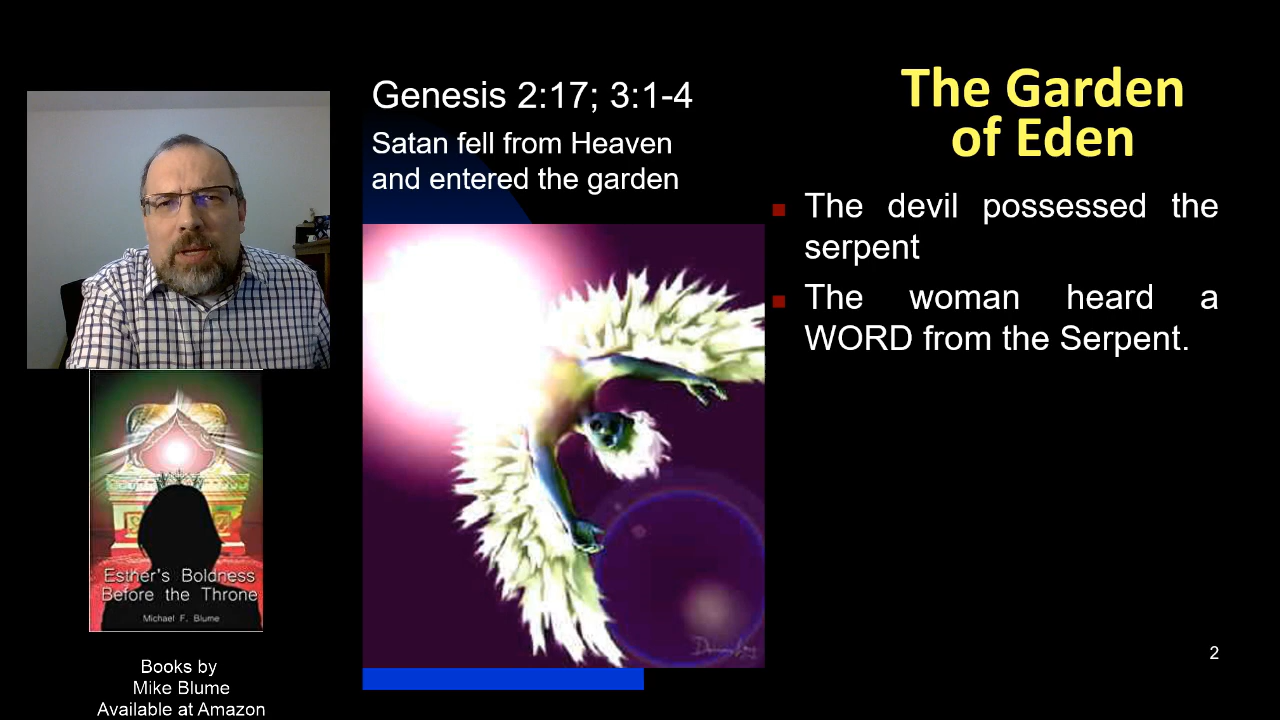 Genesis 2:17; 3:1-4
Satan fell from Heaven
and entered the garden
The Garden
of Eden
The devil possessed the
serpent
The woman heard a
WORD from the Serpent.
Esther's Boldness
Before the Throne
Michael F. Blume
Books by
Mike Blume
Available at Amazon
2